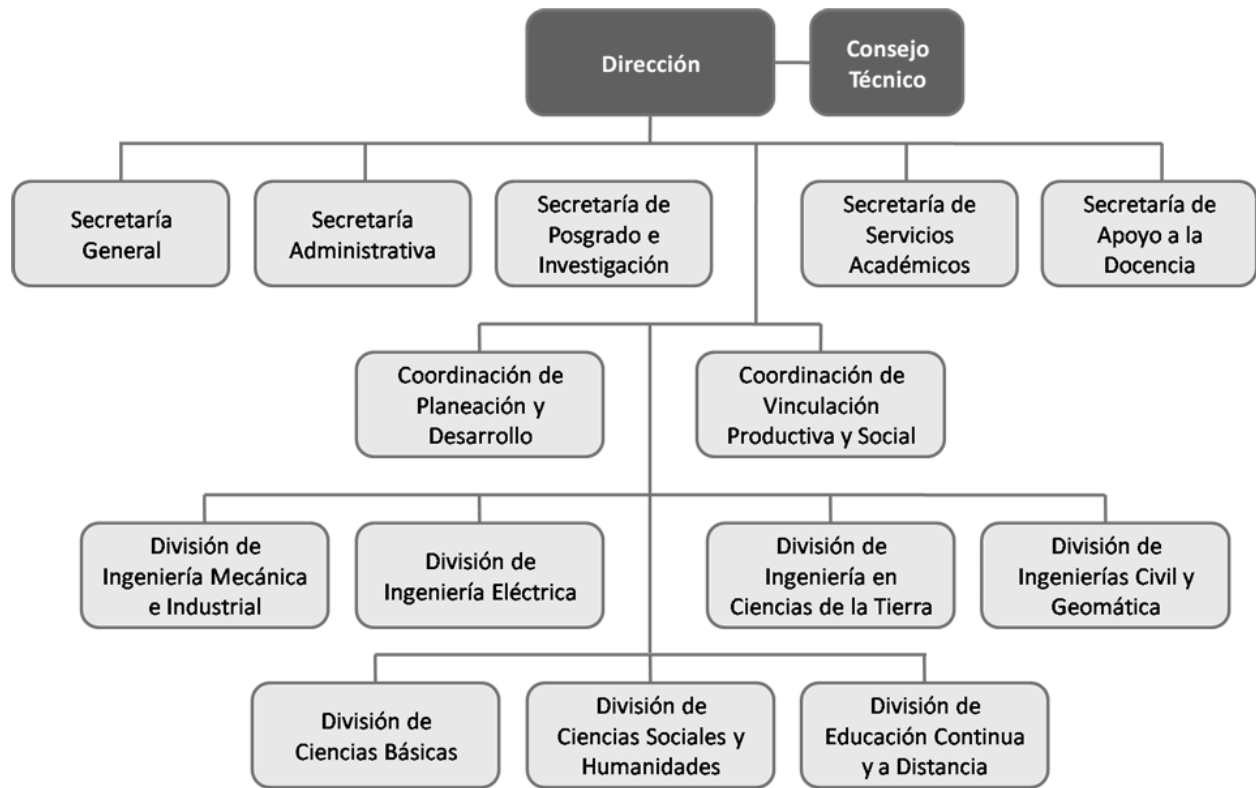 Dirección
Consejo
Técnico
Secretaría
General
Secretaría
Administrativa
Secretaría de
Posgrado e
Investigación
Secretaría de
Servicios
Académicos
Secretaría de
Apoyo a la
Docencia
Coordinación de
Planeación y
Desarrollo
Coordinación de
Vinculación
Productiva y Social
División de
Ingeniería Mecánica
e Industrial
División de
Ingeniería Eléctrica
División de
Ingeniería en
Ciencias de la Tierra
División de
Ingenierías Civil y
Geomática
División de
Ciencias Básicas
División de
Ciencias Sociales y
Humanidades
División de
Educación Continua
y a Distancia